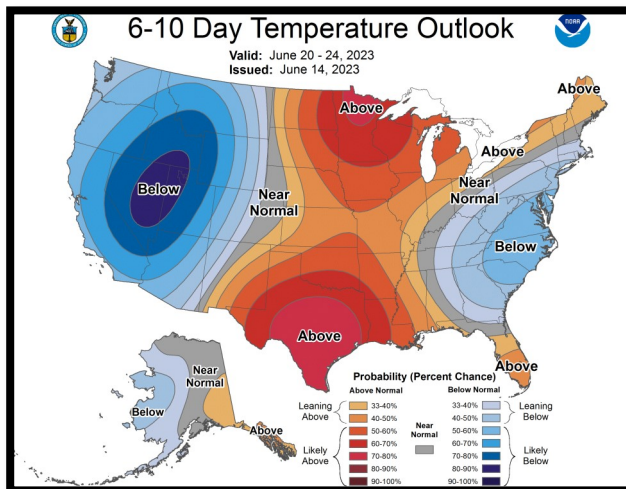 6-10 Day Temperature Outlook
Valid: June 20 - 24, 2023
Issued: June 14, 2023
NOAA
Above
Above
Above
Near
Normal
Below
Near
Normal
Below
Above
Above
Near
Normal
Below
Above
Probability (Percent Chance)
Above Normal
Below Normal
Leaning
Above
Likely
Above
33-40%
40-50%
50-60%
60-70%
70-80%
80-90%
90-100%
Near
Normal
33-40%
40-50%
50-60%
60-70%
70-80%
80-90%
90-100%
Leaning
Below
Likely
Below